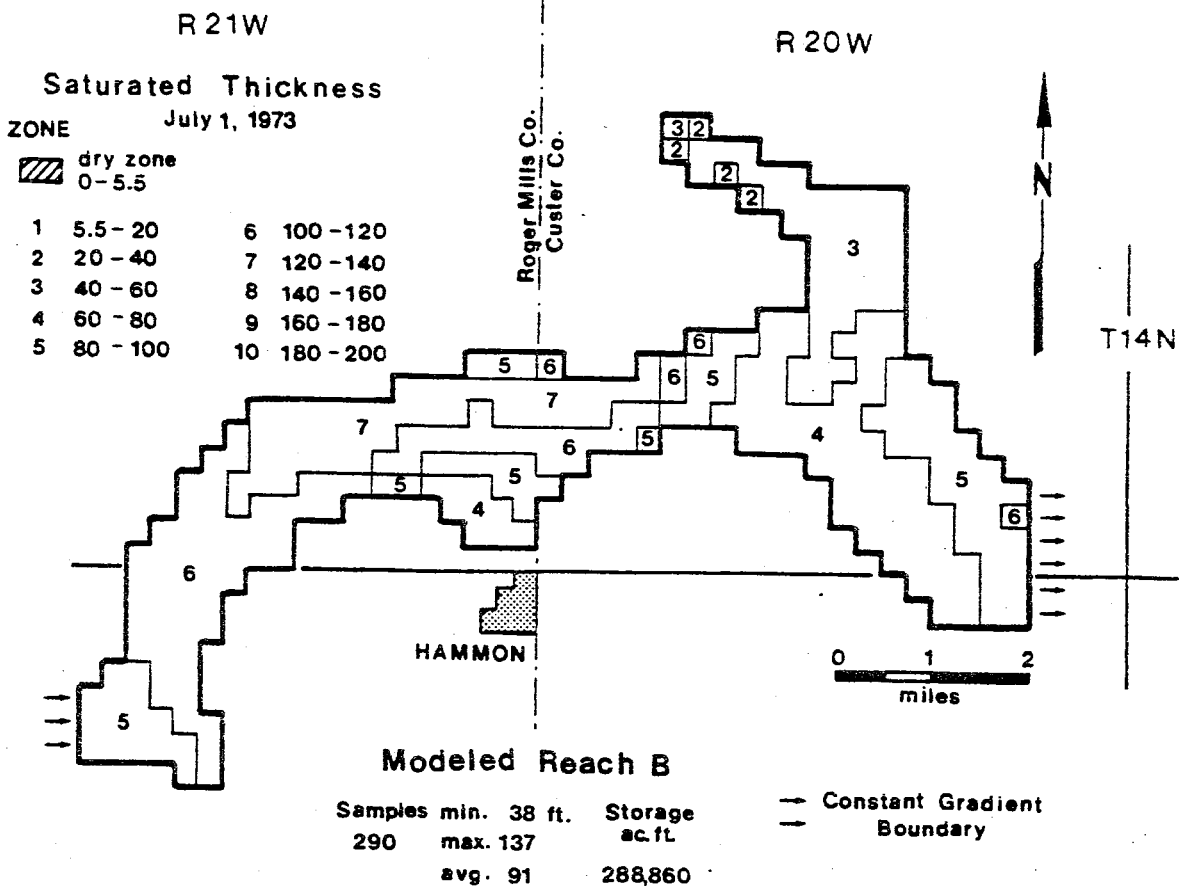 R 21W
R 20W
Saturated Thickness
July 1, 1973
ZONE
dry zone
0-5.5
1 5.5-20 6 100-120
2 20-40 7 120-140
3 40-60 8 140-160
4 60-80 9 160-180
5 80-100 10 180-200
Roger Mills Co.
Custer Co.
N
T14N
3 2
2
2
2
3
6
5 6
6 5
7
7
4
5
6
5
5
5
4
6
6
5
HAMMON
0 1 2
miles
Modeled Reach B
Samples min. 38 ft. Storage
290 max. 137 ac.ft.
avg. 91 288,860
→ Constant Gradient
→ Boundary